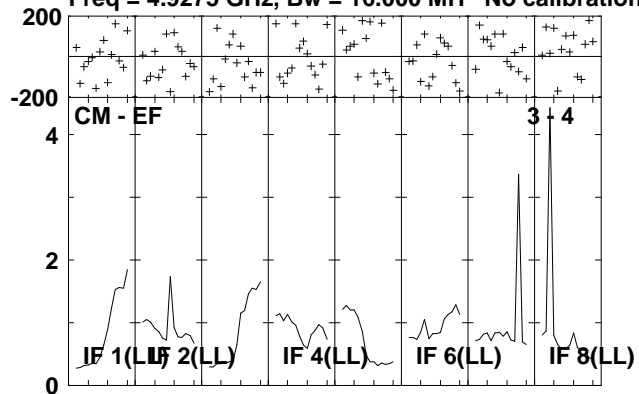 Freq = 4.9275 GHz, Bw = 16.000 MH No calibration
200
-200
CM - EF
3 - 4
4
2
0
IF 1(LL)
IF 2(LL)
IF 4(LL)
IF 6(LL)
IF 8(LL)